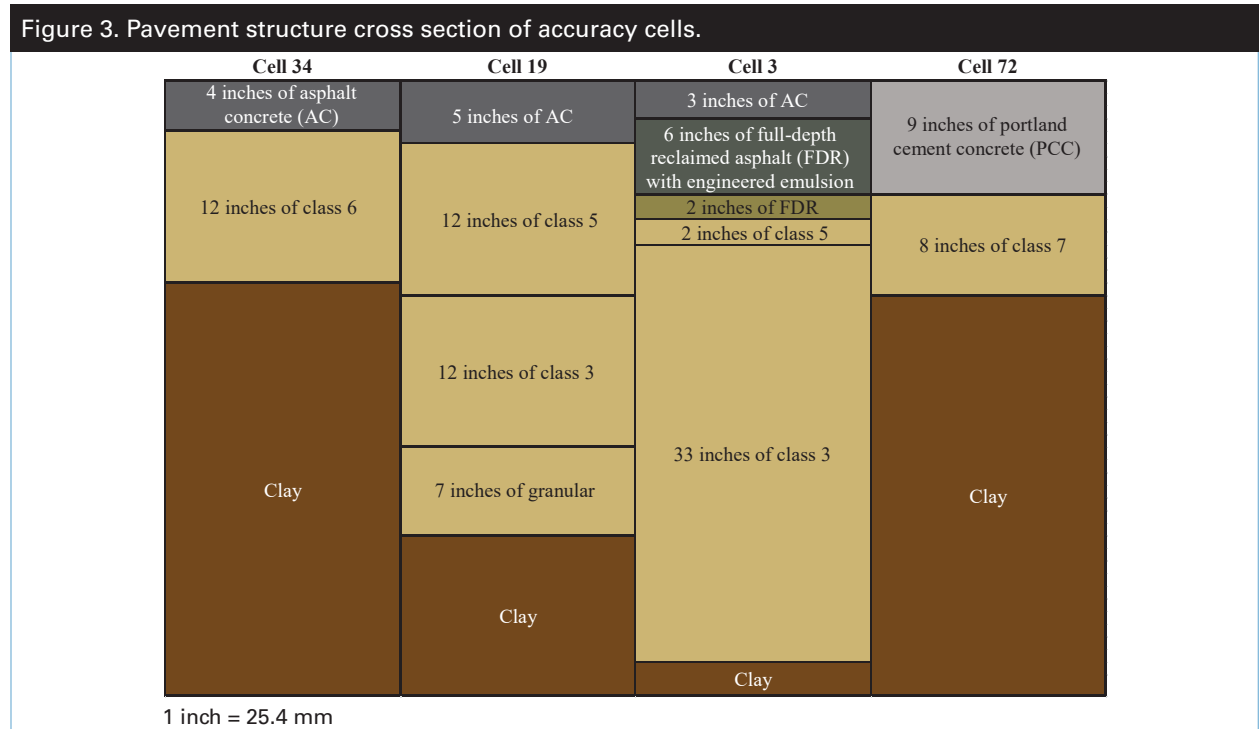 Figure 3. Pavement structure cross section of accuracy cells.
Cell 34
4 inches of asphalt
concrete (AC)
12 inches of class 6
Clay
Cell 19
5 inches of AC
12 inches of class 5
12 inches of class 3
7 inches of granular
Clay
Cell 3
3 inches of AC
6 inches of full-depth
reclaimed asphalt (FDR)
with engineered emulsion
2 inches of FDR
2 inches of class 5
33 inches of class 3
Clay
Cell 72
9 inches of portland
cement concrete (PCC)
8 inches of class 7
Clay
1 inch = 25.4 mm